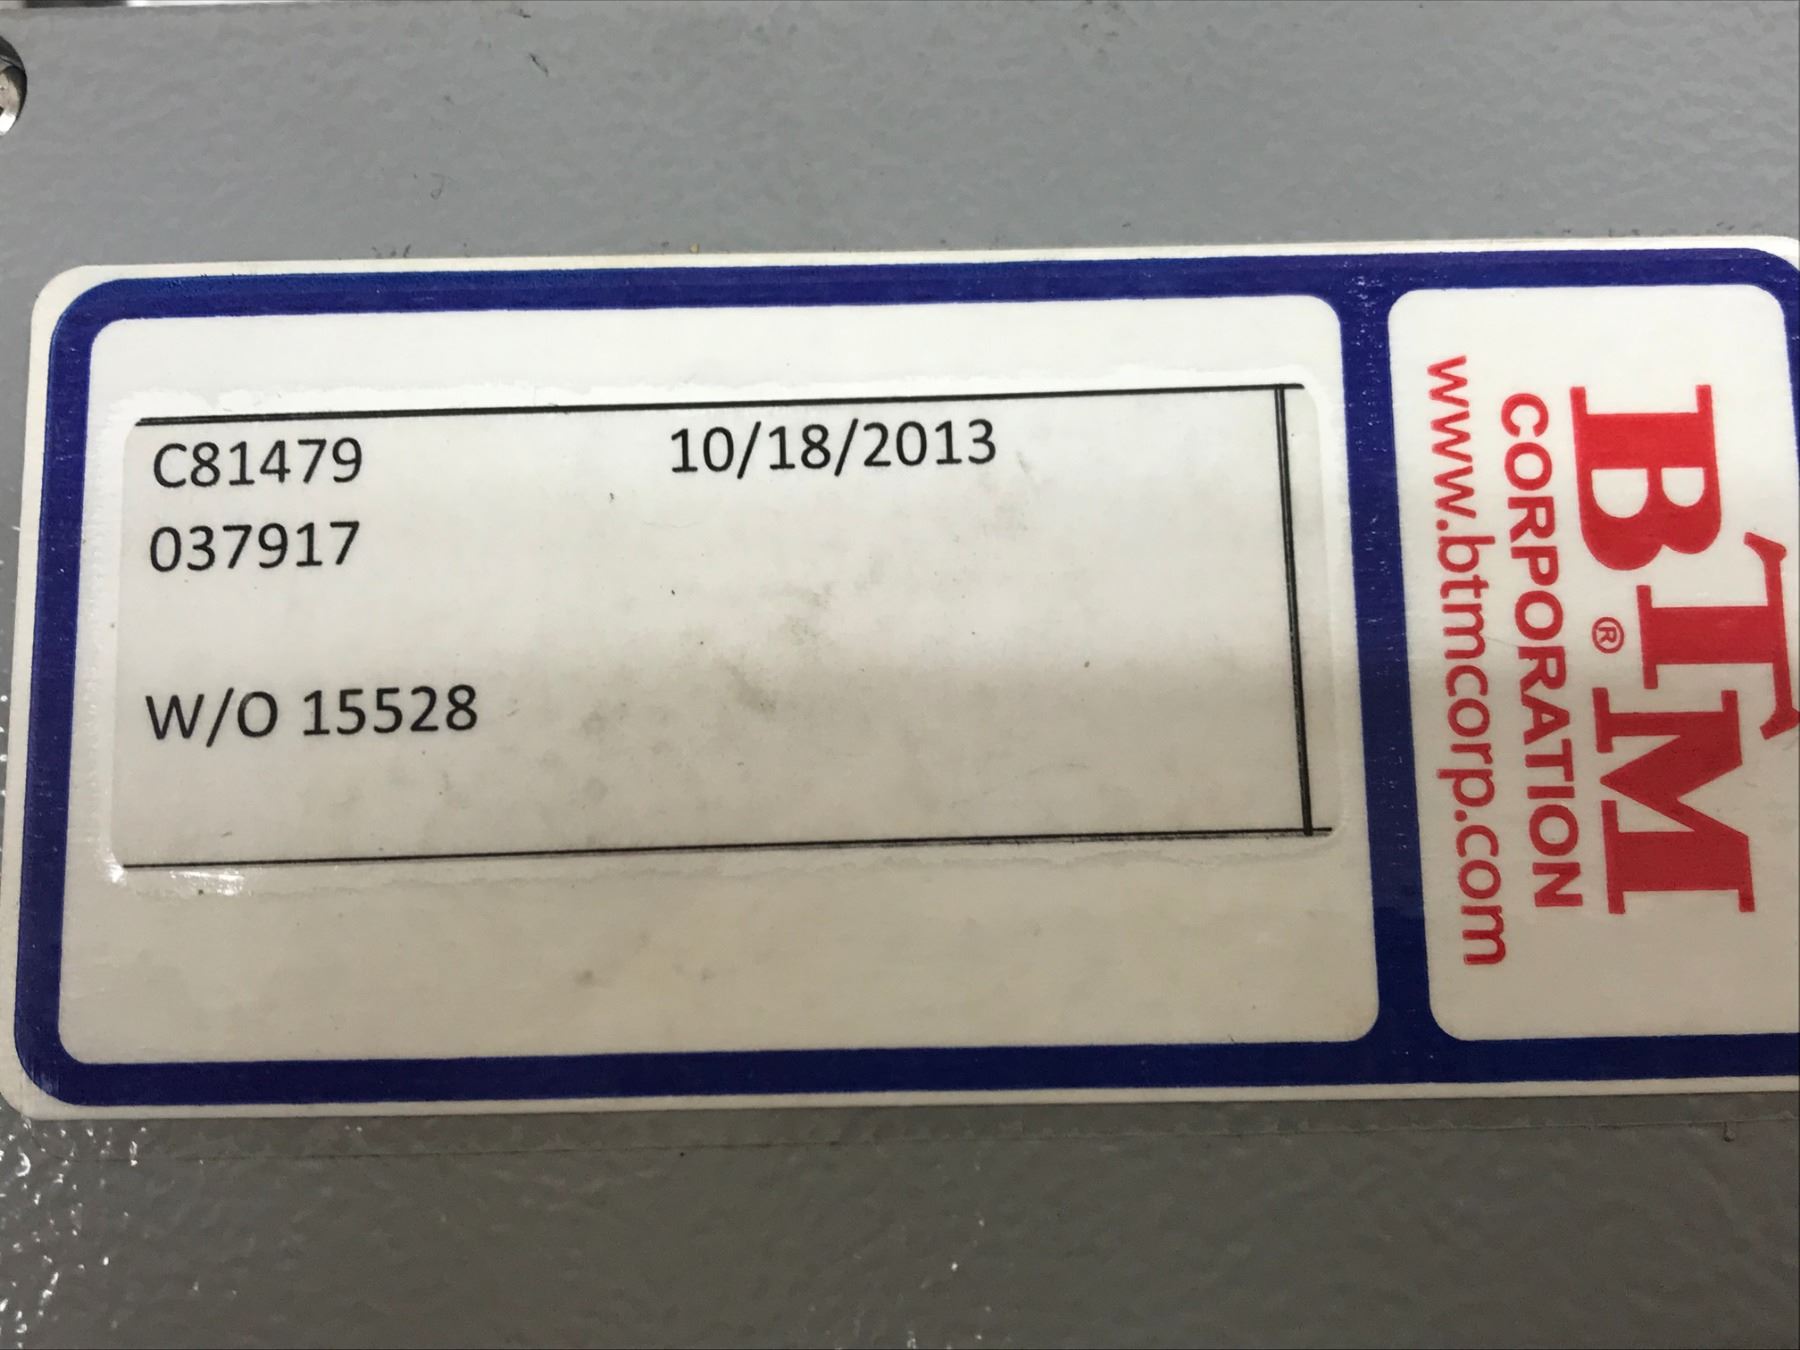 C81479 10/18/2013
037917
W/O 15528
BTM®
CORPORATION
www.btmcorp.com